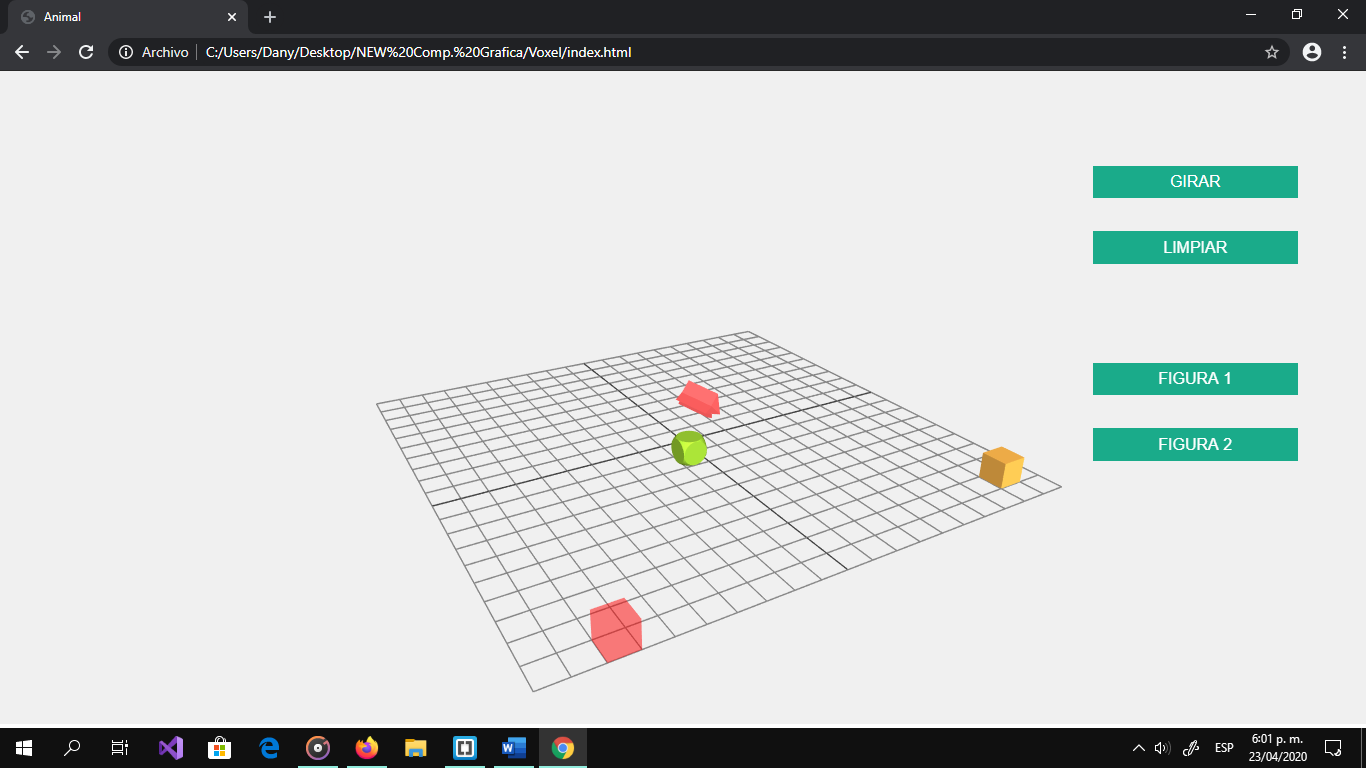 Animal
Archivo C:/Users/Dany/Desktop/NEW%20Comp.%20Grafica/Voxel/index.html
GIRAR
LIMPIAR
FIGURA 1
FIGURA 2
ESP
6:01 p. m.
23/04/2020